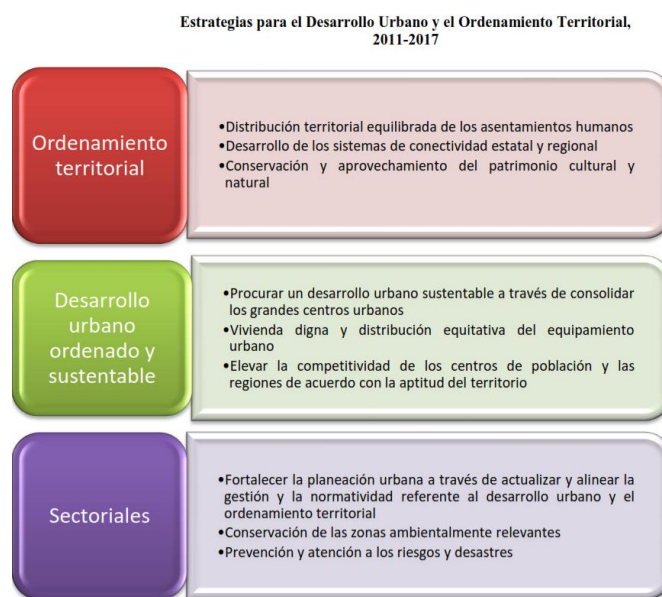 Estrategias para el Desarrollo Urbano y el Ordenamiento Territorial,
2011-2017
Ordenamiento
territorial
•Distribución territorial equilibrada de los asentamientos humanos
•Desarrollo de los sistemas de conectividad estatal y regional
•Conservación y aprovechamiento del patrimonio cultural y
natural
Desarrollo
urbano
ordenado y
sustentable
•Procurar un desarrollo urbano sustentable a través de consolidar
los grandes centros urbanos
•Vivienda digna y distribución equitativa del equipamiento
urbano
•Elevar la competitividad de los centros de población y las
regiones de acuerdo con la aptitud del territorio
Sectoriales
•Fortalecer la planeación urbana a través de actualizar y alinear la
gestión y la normatividad referente al desarrollo urbano y el
ordenamiento territorial
•Conservación de las zonas ambientalmente relevantes
•Prevención y atención a los riesgos y desastres